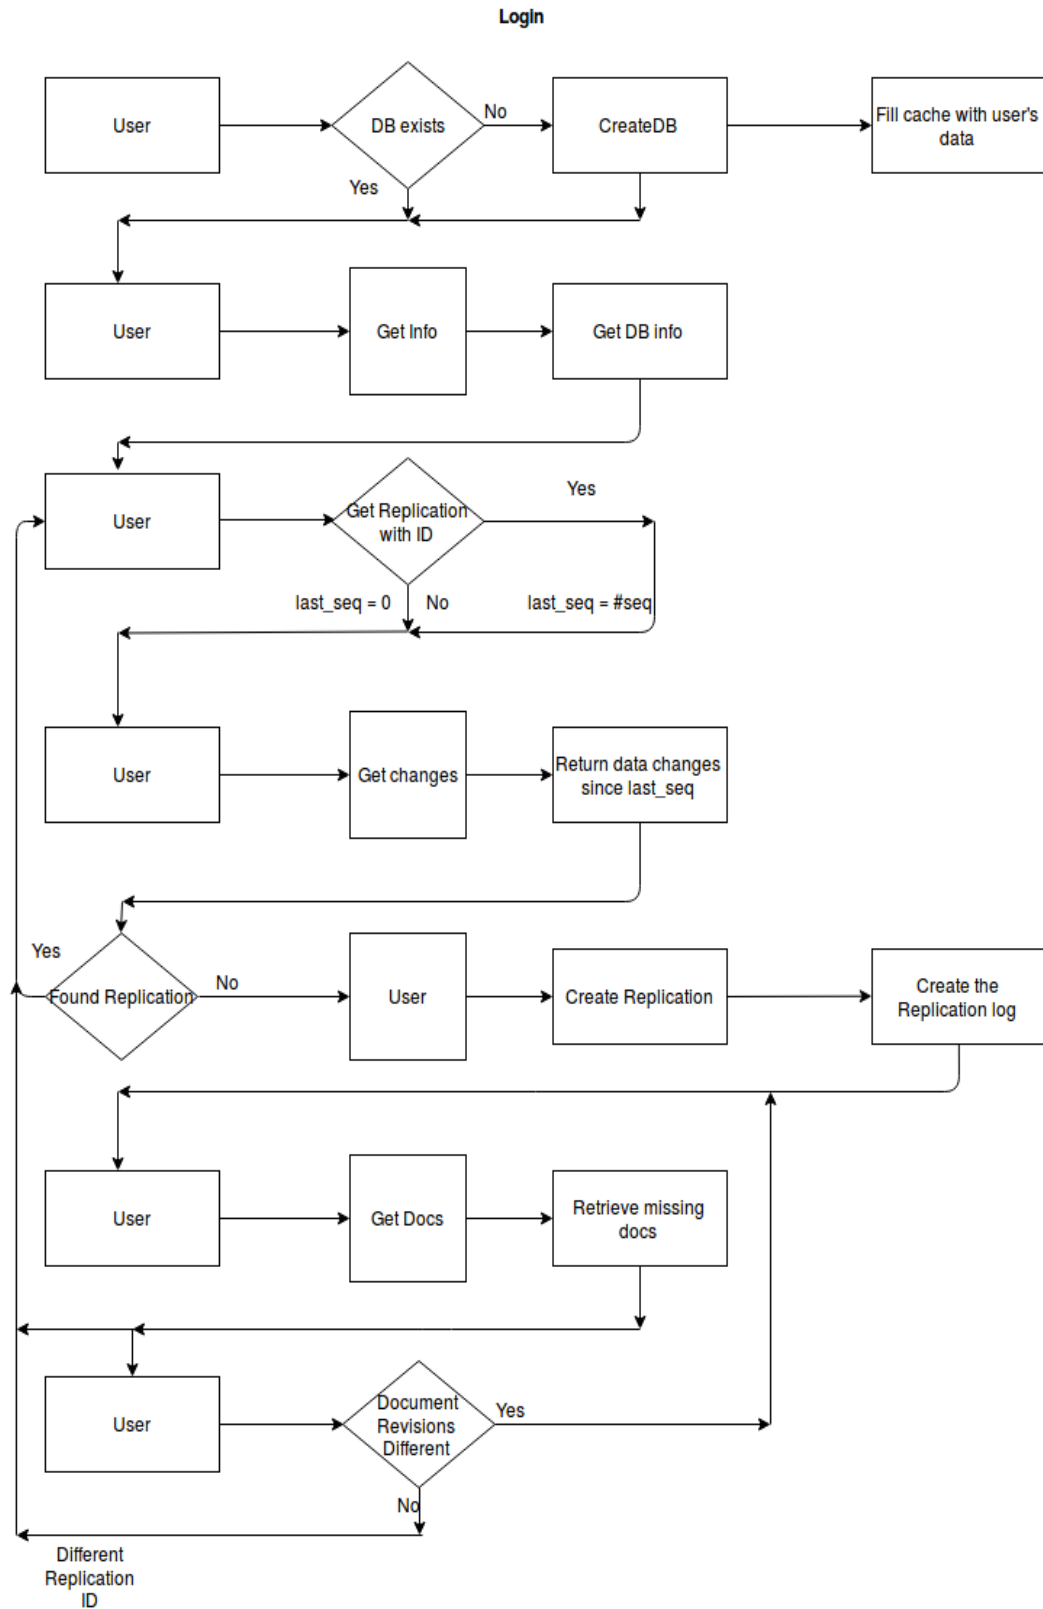 Login
User
DB exists
No
CreateDB
Fill cache with user's
data
Yes
User
Get Info
Get DB info
User
Get Replication
with ID
Yes
last_seq = 0
No
last_seq = #seq
User
Get changes
Return data changes
since last_seq
Yes
Found Replication
No
User
Create Replication
Create the
Replication log
User
Get Docs
Retrieve missing
docs
User
Document
Revisions
Different
Yes
No
Different
Replication
ID